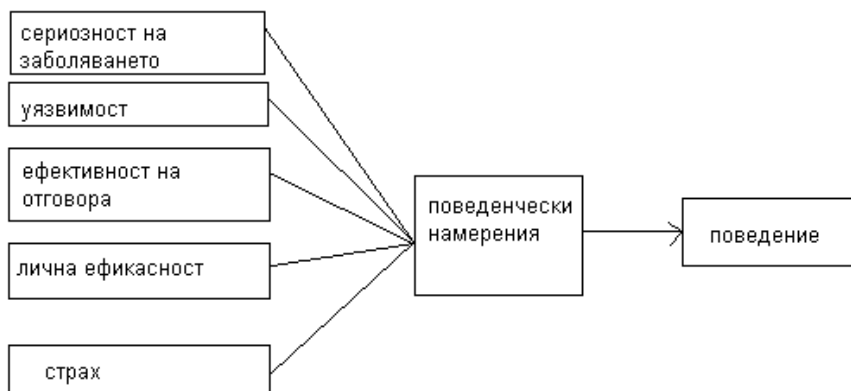 сериозност на
заболяването
уязвимост
ефективност на
отговора
лична ефикасност
страх
поведенчески
намерения
поведение